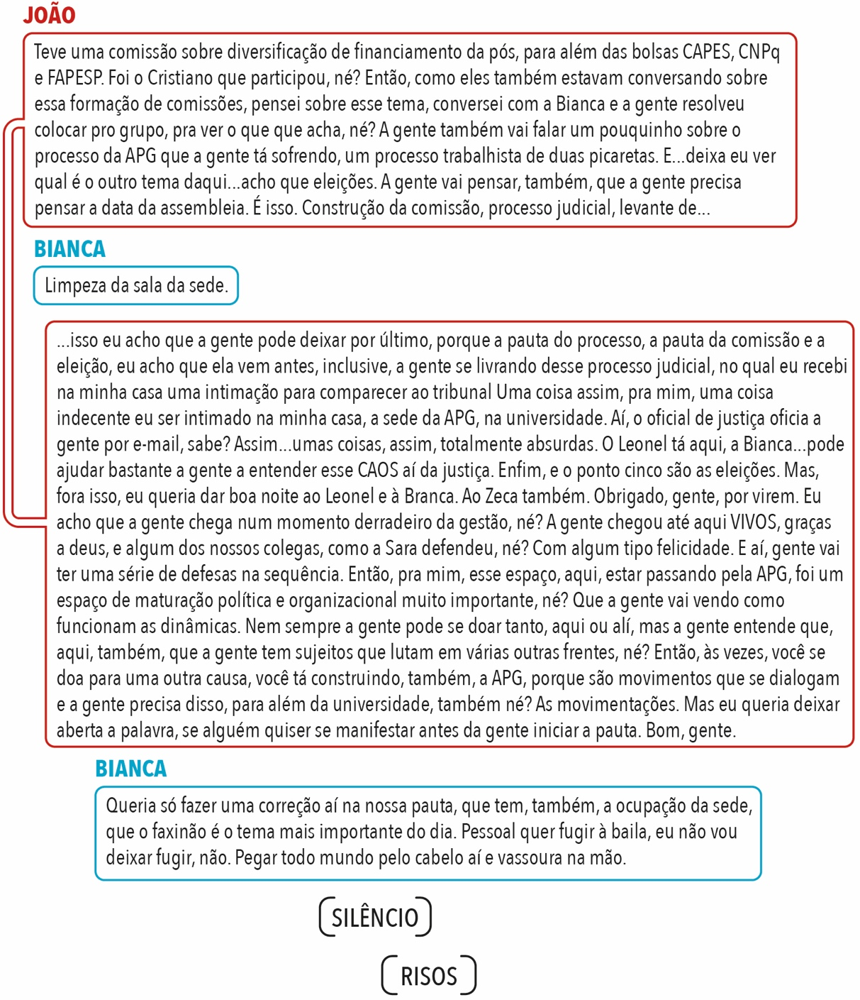 JOÃO
Teve uma comissão sobre diversificação de financiamento da pós, para além das bolsas CAPES, CNPq
e FAPESP. Foi o Cristiano que participou, né? Então, como eles também estavam conversando sobre
essa formação de comissões, pensei sobre esse tema, conversei com a Bianca e a gente resolveu
colocar pro grupo, pra ver o que que acha, né? A gente também vai falar um pouquinho sobre o
processo da APG que a gente tá sofrendo, um processo trabalhista de duas picaretas. E...deixa eu ver
qual é o outro tema daqui...acho que eleições. A gente vai pensar, também, que a gente precisa
pensar a data da assembleia. É isso. Construção da comissão, processo judicial, levante de...
BIANCA
Limpeza da sala da sede.
...isso eu acho que a gente pode deixar por último, porque a pauta do processo, a pauta da comissão e a
eleição, eu acho que ela vem antes, inclusive, a gente se livrando desse processo judicial, no qual eu recebi
na minha casa uma intimação para comparecer ao tribunal Uma coisa assim, pra mim, uma coisa
indecente eu ser intimado na minha casa, a sede da APG, na universidade. Aí, o oficial de justiça oficia a
gente por e-mail, sabe? Assim...umas coisas, assim, totalmente absurdas. O Leonel tá aqui, a Bianca...pode
ajudar bastante a gente a entender esse CAOS aí da justiça. Enfim, e o ponto cinco são as eleições. Mas,
fora isso, eu queria dar boa noite ao Leonel e à Branca. Ao Zeca também. Obrigado, gente, por virem. Eu
acho que a gente chega num momento derradeiro da gestão, né? A gente chegou até aqui VIVOS, graças
a deus, e algum dos nossos colegas, como a Sara defendeu, né? Com algum tipo felicidade. E aí, gente vai
ter uma série de defesas na sequência. Então, pra mim, esse espaço, aqui, estar passando pela APG, foi um
espaço de maturação política e organizacional muito importante, né? Que a gente vai vendo como
funcionam as dinâmicas. Nem sempre a gente pode se doar tanto, aqui ou alí, mas a gente entende que,
aqui, também, que a gente tem sujeitos que lutam em várias outras frentes, né? Então, às vezes, você se
doa para uma outra causa, você tá construindo, também, a APG, porque são movimentos que se dialogam
e a gente precisa disso, para além da universidade, também né? As movimentações. Mas eu queria deixar
aberta a palavra, se alguém quiser se manifestar antes da gente iniciar a pauta. Bom, gente.
BIANCA
Queria só fazer uma correção aí na nossa pauta, que tem, também, a ocupação da sede,
que o faxinão é o tema mais importante do dia. Pessoal quer fugir à baila, eu não vou
deixar fugir, não. Pegar todo mundo pelo cabelo aí e vassoura na mão.
[SILÊNCIO]
[RISOS]